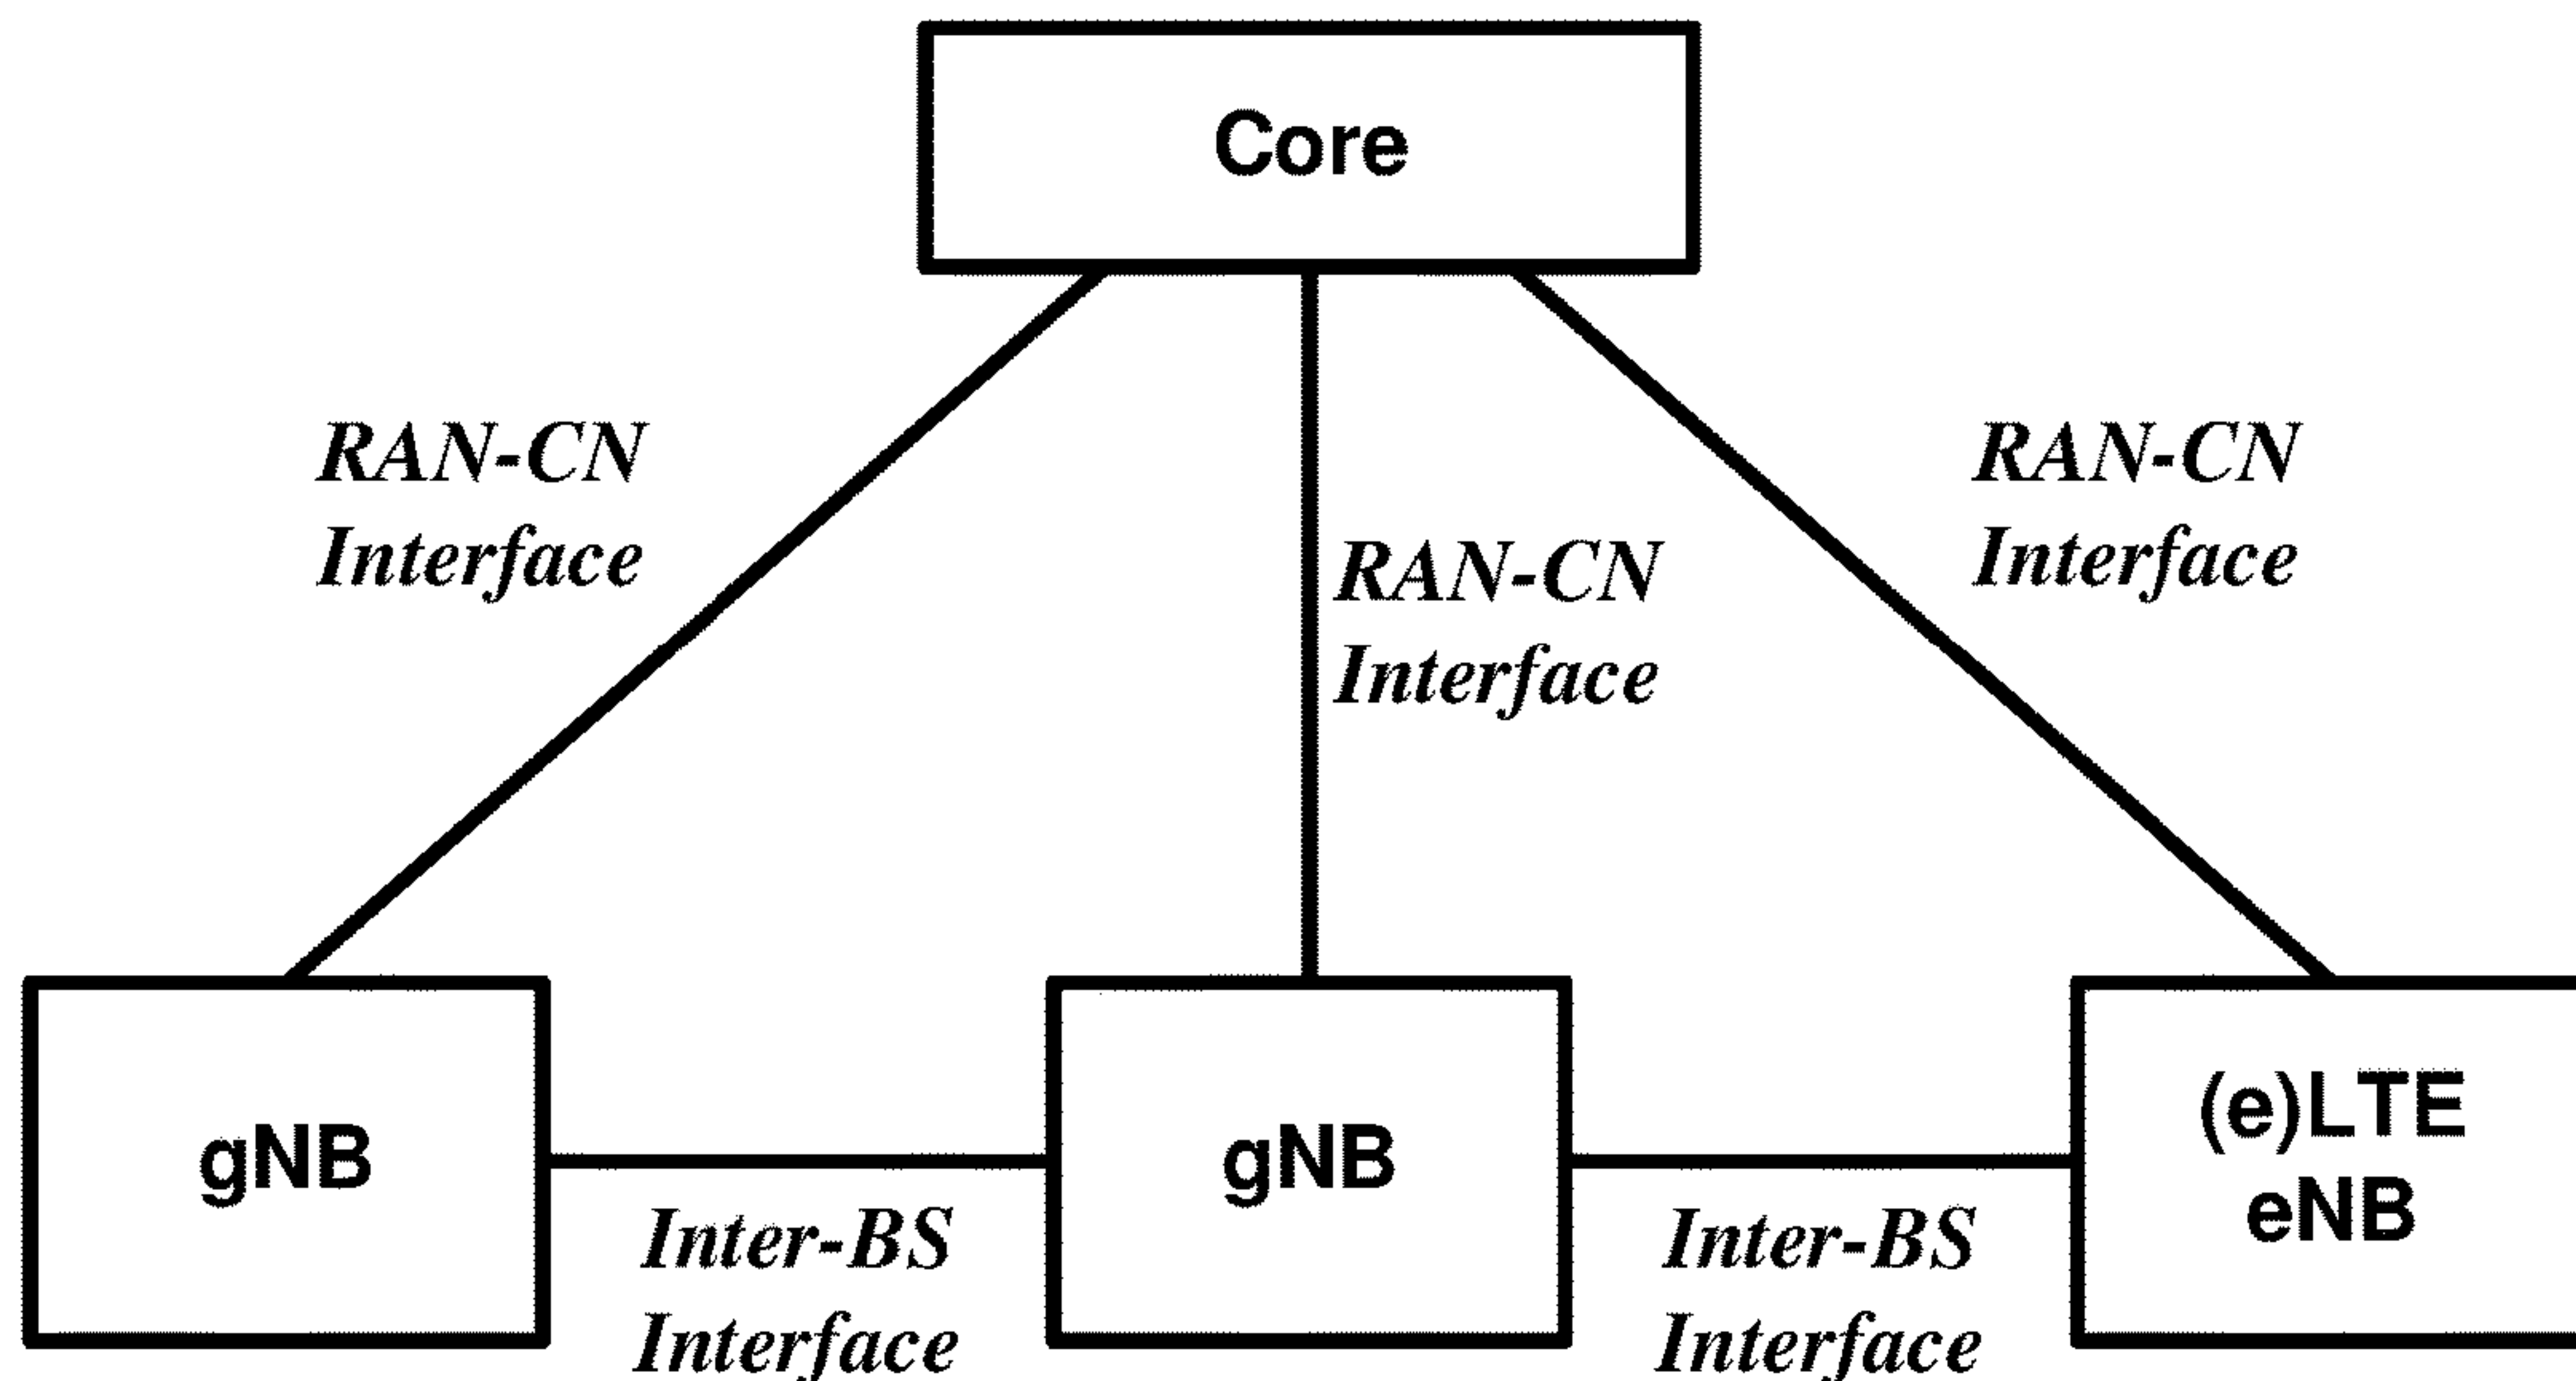 Core
RAN-CN
Interface
RAN-CN
Interface
RAN-CN
Interface
gNB
gNB
(e)LTE
eNB
Inter-BS
Interface
Inter-BS
Interface